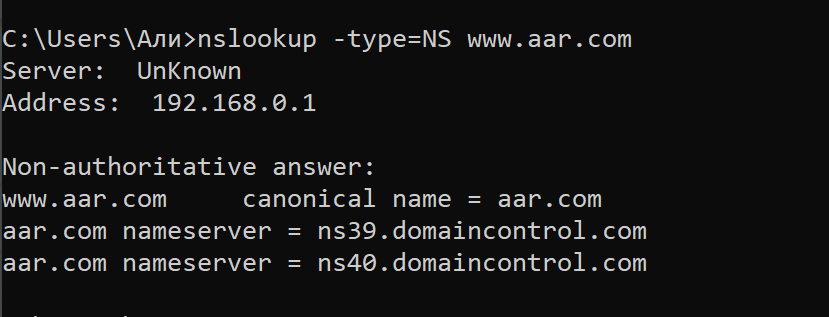 C:\Users\Али>nslookup -type=NS www.aar.com
Server:  UnKnown
Address:  192.168.0.1

Non-authoritative answer:
www.aar.com     canonical name = aar.com
aar.com nameserver = ns39.domaincontrol.com
aar.com nameserver = ns40.domaincontrol.com